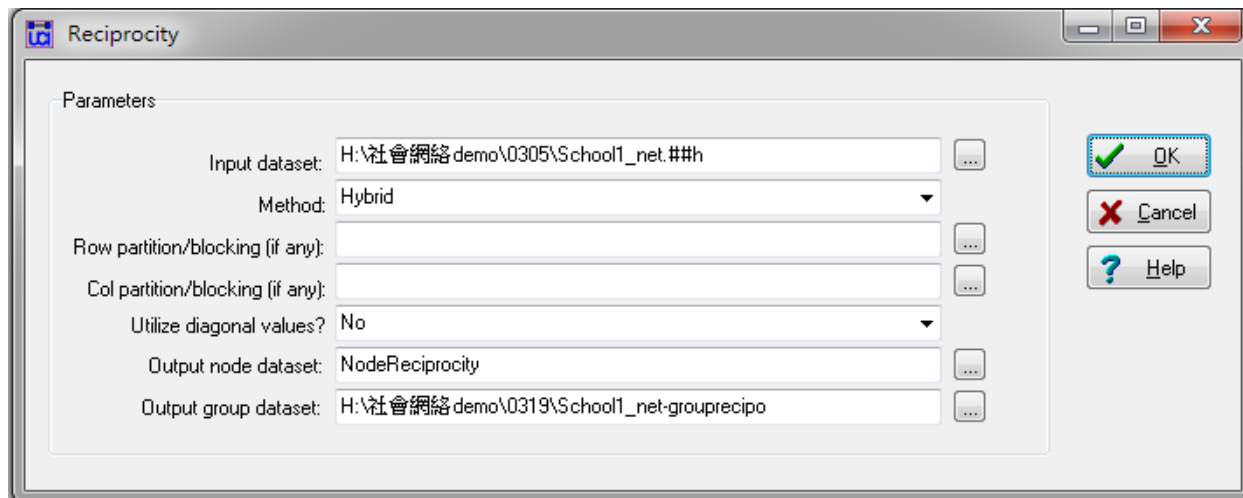 Reciprocity
Parameters
Input dataset: H:\社會網絡demo\0305\School1_net.##h ...
Method: Hybrid
Row partition/blocking (if any): ...
Col partition/blocking (if any): ...
Utilize diagonal values? No
Output node dataset: NodeReciprocity ...
Output group dataset: H:\社會網絡demo\0319\School1_net-grouprecipo ...
OK
Cancel
Help